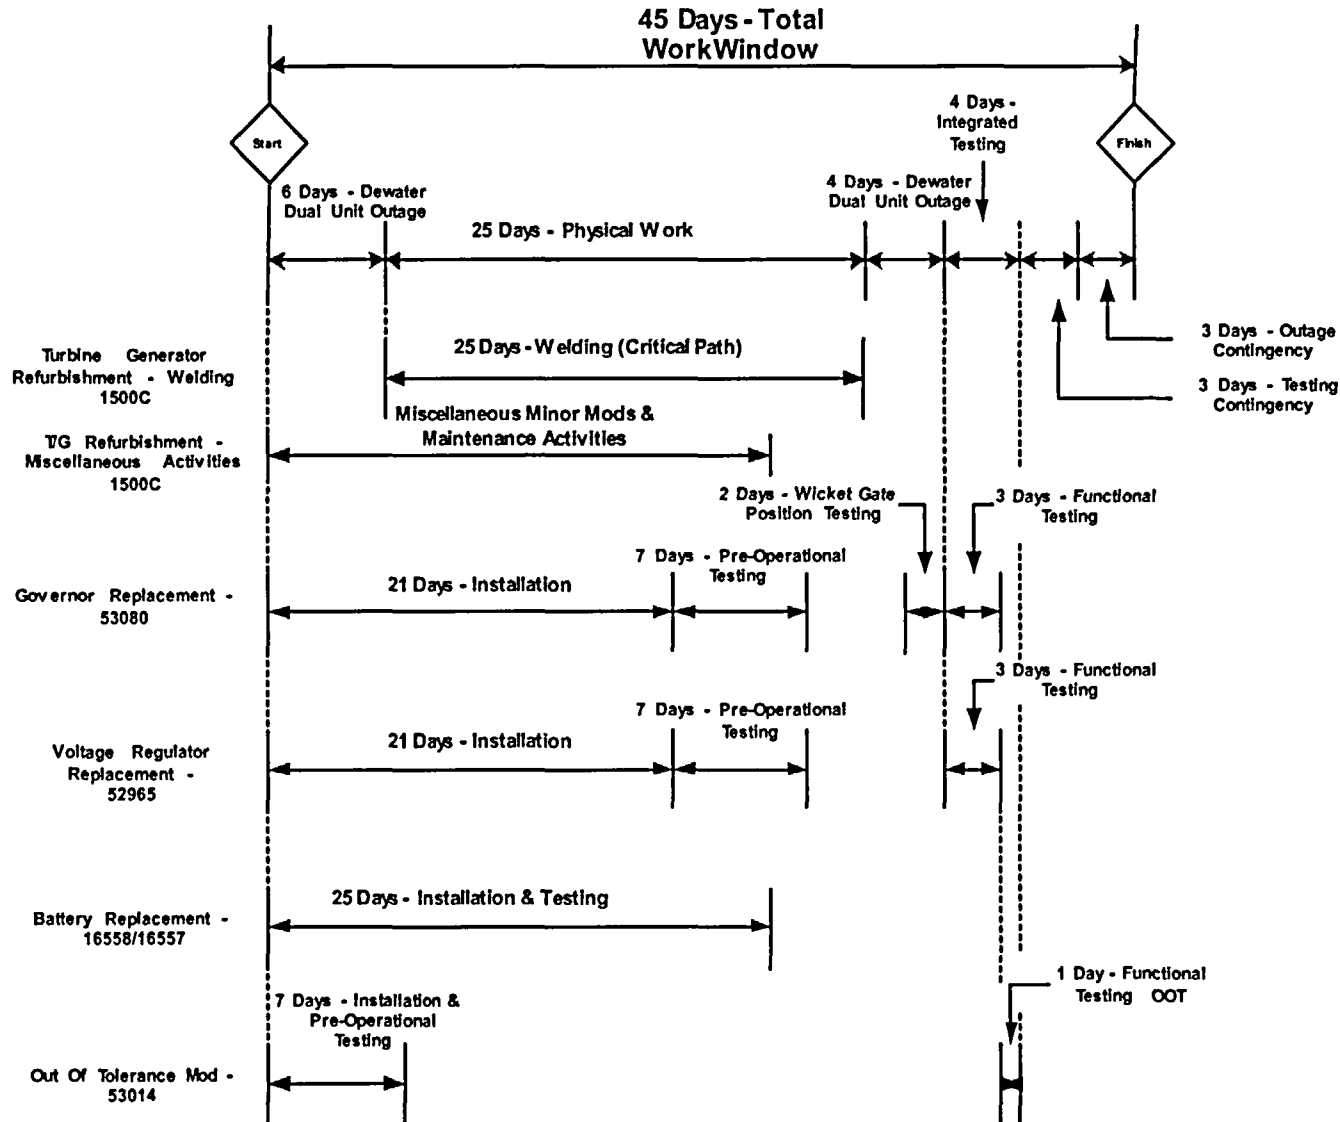 45 Days - Total
WorkWindow
4 Days -
Integrated
Testing
Start
Finish
6 Days - Dewater
Dual Unit Outage
4 Days - Dewater
Dual Unit Outage
25 Days - Physical Work
3 Days - Outage
Contingency
3 Days - Testing
Contingency
Turbine Generator
Refurbishment - Welding
1500C
25 Days - Welding (Critical Path)
T/G Refurbishment -
Miscellaneous Activities
1500C
Miscellaneous Minor Mods &
Maintenance Activities
2 Days - Wicket Gate
Position Testing
3 Days - Functional
Testing
Governor Replacement -
53080
21 Days - Installation
7 Days - Pre-Operational
Testing
3 Days - Functional
Testing
Voltage Regulator
Replacement -
52965
21 Days - Installation
7 Days - Pre-Operational
Testing
Battery Replacement -
16558/16557
25 Days - Installation & Testing
1 Day - Functional
Testing OOT
7 Days - Installation &
Pre-Operational
Testing
Out Of Tolerance Mod -
53014